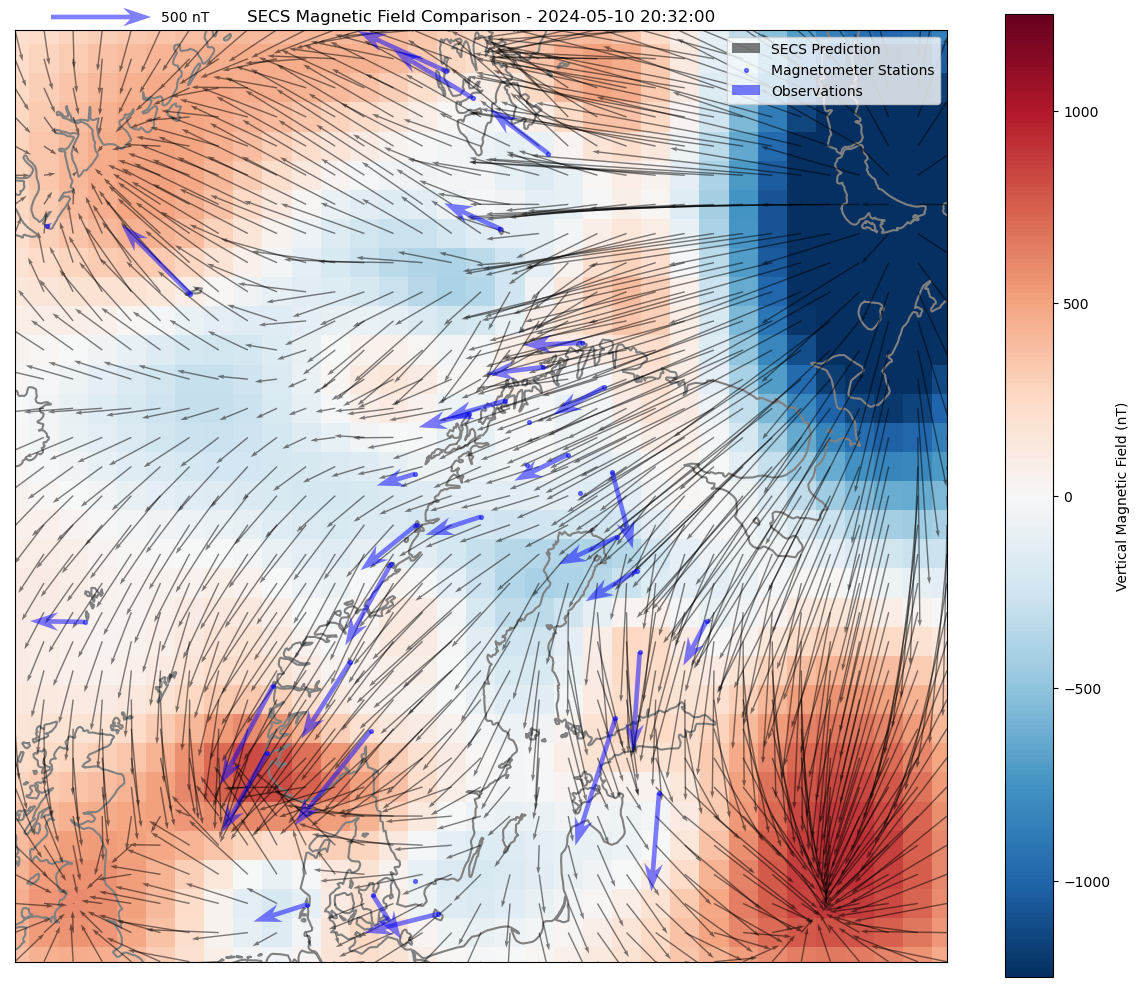 500 nT
SECS Magnetic Field Comparison - 2024-05-10 20:32:00
SECS Prediction
Magnetometer Stations
Observations
1000
500
0
−500
−1000
Vertical Magnetic Field (nT)